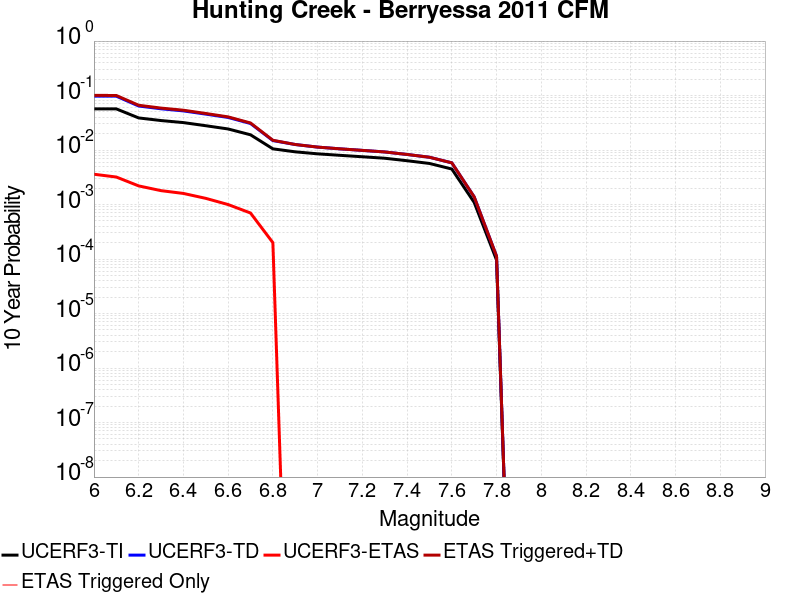 Hunting Creek - Berryessa 2011 CFM
10 0
10 -1
10 -2
10 -3
10 -4
10 -5
10 -6
10 -7
10 -8
10 Year Probability
6 6.2 6.4 6.6 6.8 7 7.2 7.4 7.6 7.8 8 8.2 8.4 8.6 8.8 9
Magnitude
UCERF3-TI UCERF3-TD UCERF3-ETAS ETAS Triggered+TD
ETAS Triggered Only